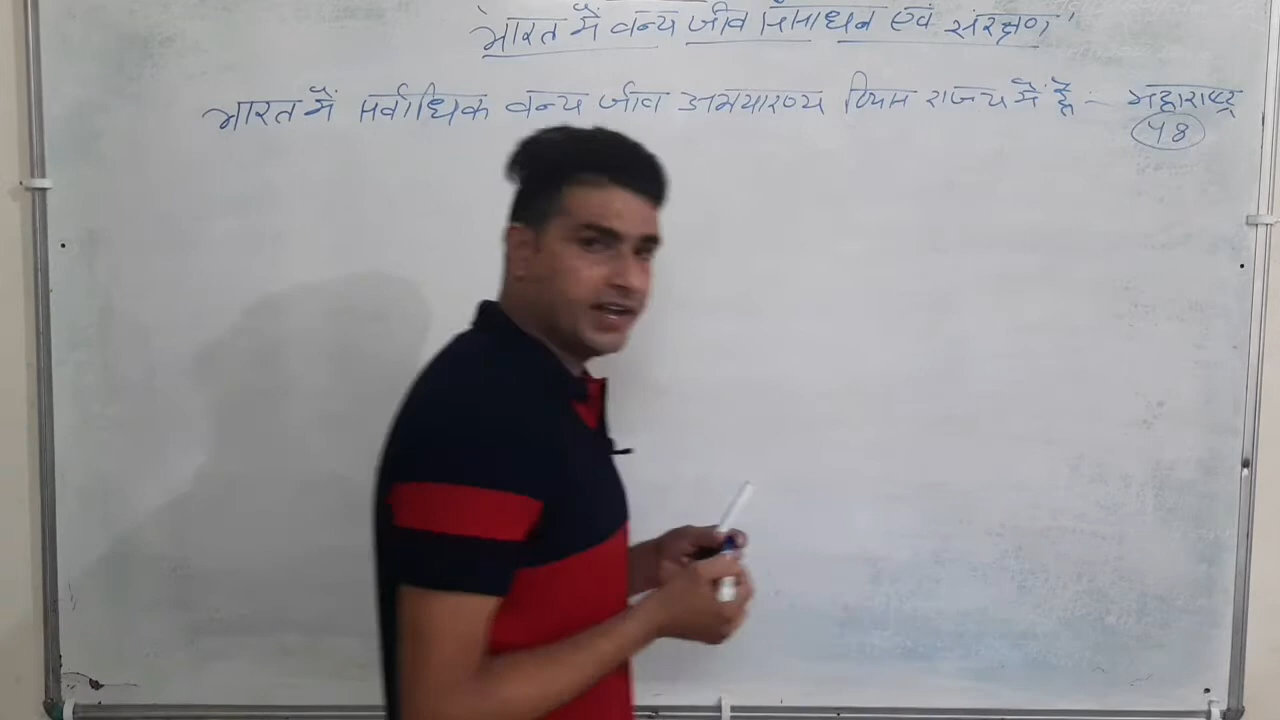 भारत में वन्य जीव संसाधन एवं संरक्षण
भारत में सर्वाधिक वन्य जीव अभयारण्य किस राज्य में है :- महाराष्ट्र
48